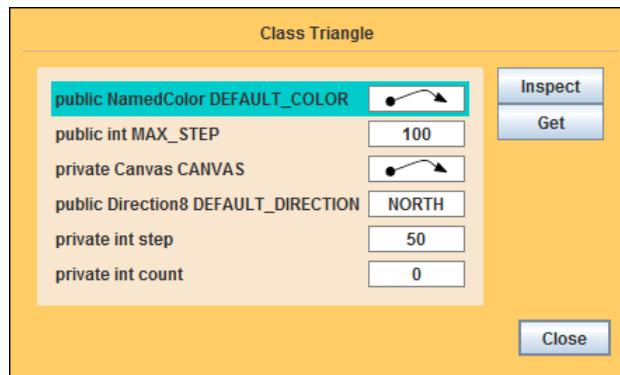 Class Triangle
public NamedColor DEFAULT_COLOR
public int MAX_STEP 100
private Canvas CANVAS
public Direction8 DEFAULT_DIRECTION NORTH
private int step 50
private int count 0
Inspect
Get
Close